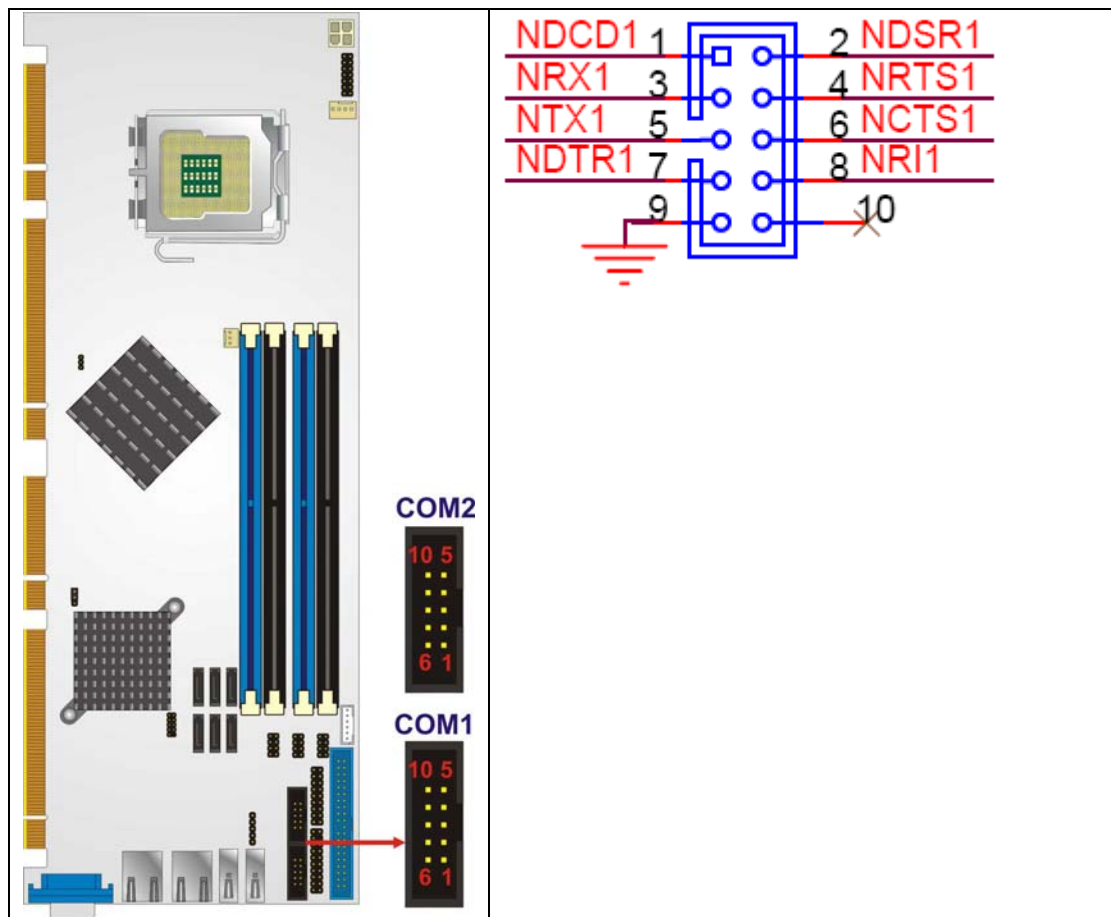 COM2
10 5
6 1
COM1
10 5
6 1
NDCD1 1 2 NDSR1
NRX1 3 4 NRTS1
NTX1 5 6 NCTS1
NDTR1 7 8 NRI1
9 10